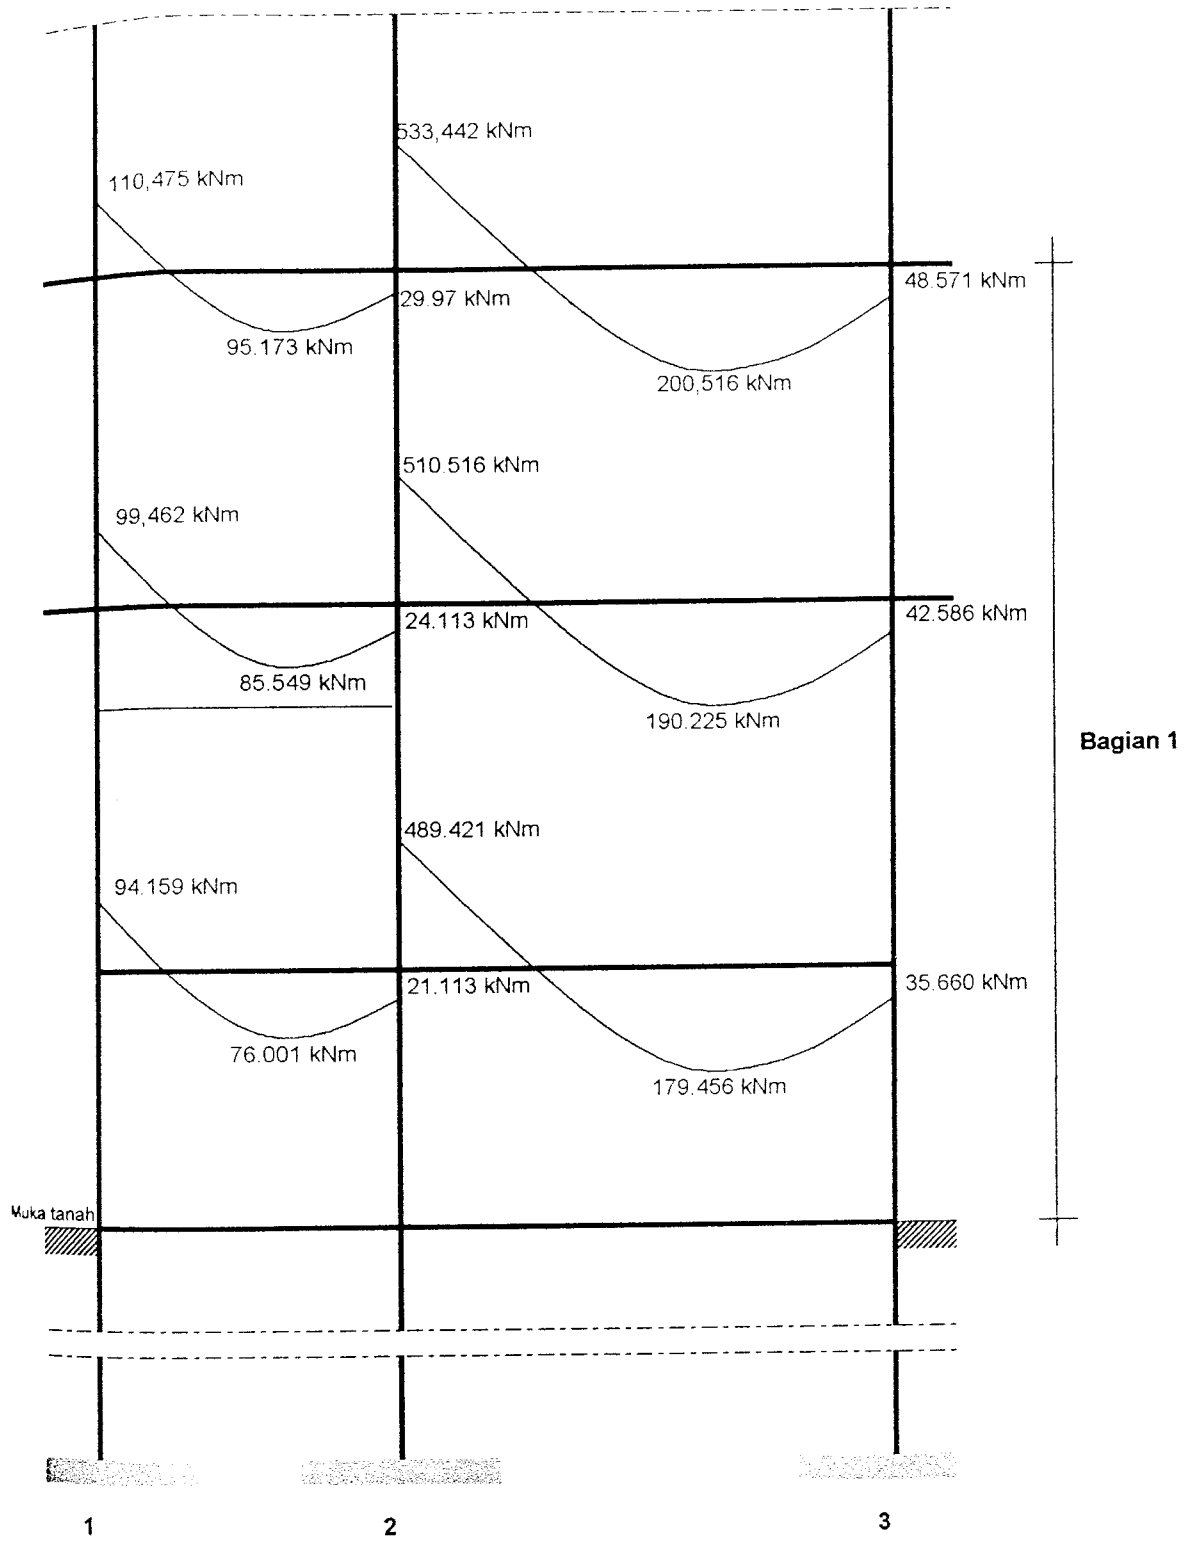 533,442 kNm
110,475 kNm
48.571 kNm
29.97 kNm
95.173 kNm
200,516 kNm
510.516 kNm
99,462 kNm
42.586 kNm
24.113 kNm
85.549 kNm
190.225 kNm
Bagian 1
489.421 kNm
94.159 kNm
35.660 kNm
21.113 kNm
76.001 kNm
179.456 kNm
Muka tanah
1 2 3